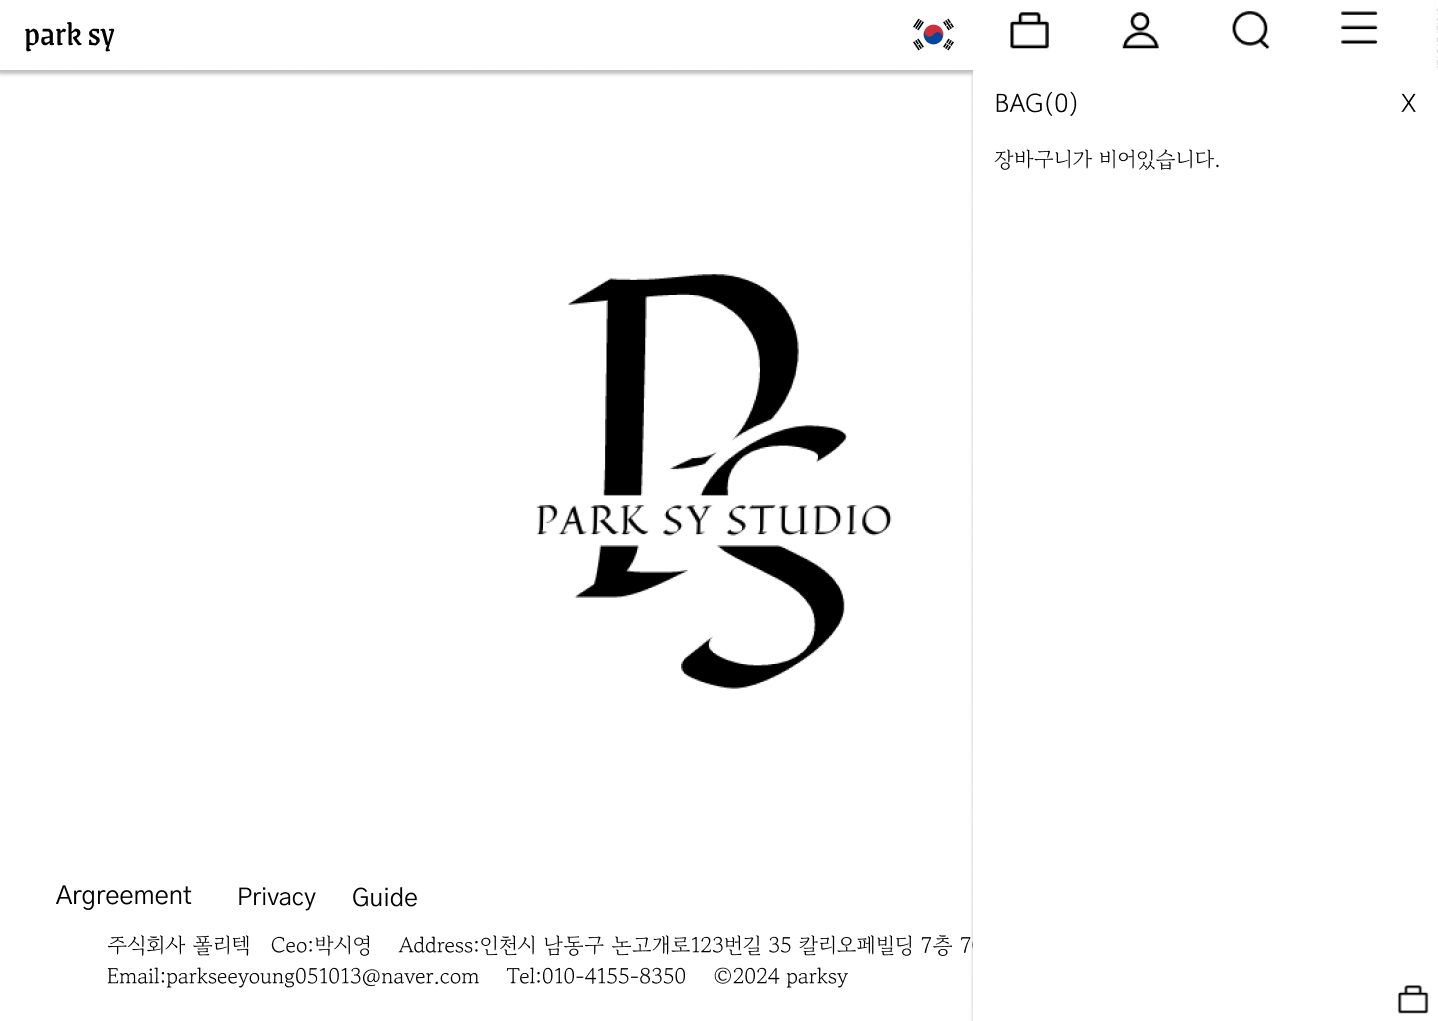 park sy
BAG(0)
X
장바구니가 비어있습니다.
PARK SY STUDIO
Argreement Privacy Guide
주식회사 폴리텍 Ceo:박시영 Address:인천시 남동구 논고개로123번길 35 칼리오페빌딩 7층
Email:parkseeyoung051013@naver.com Tel:010-4155-8350 ©2024 parksy